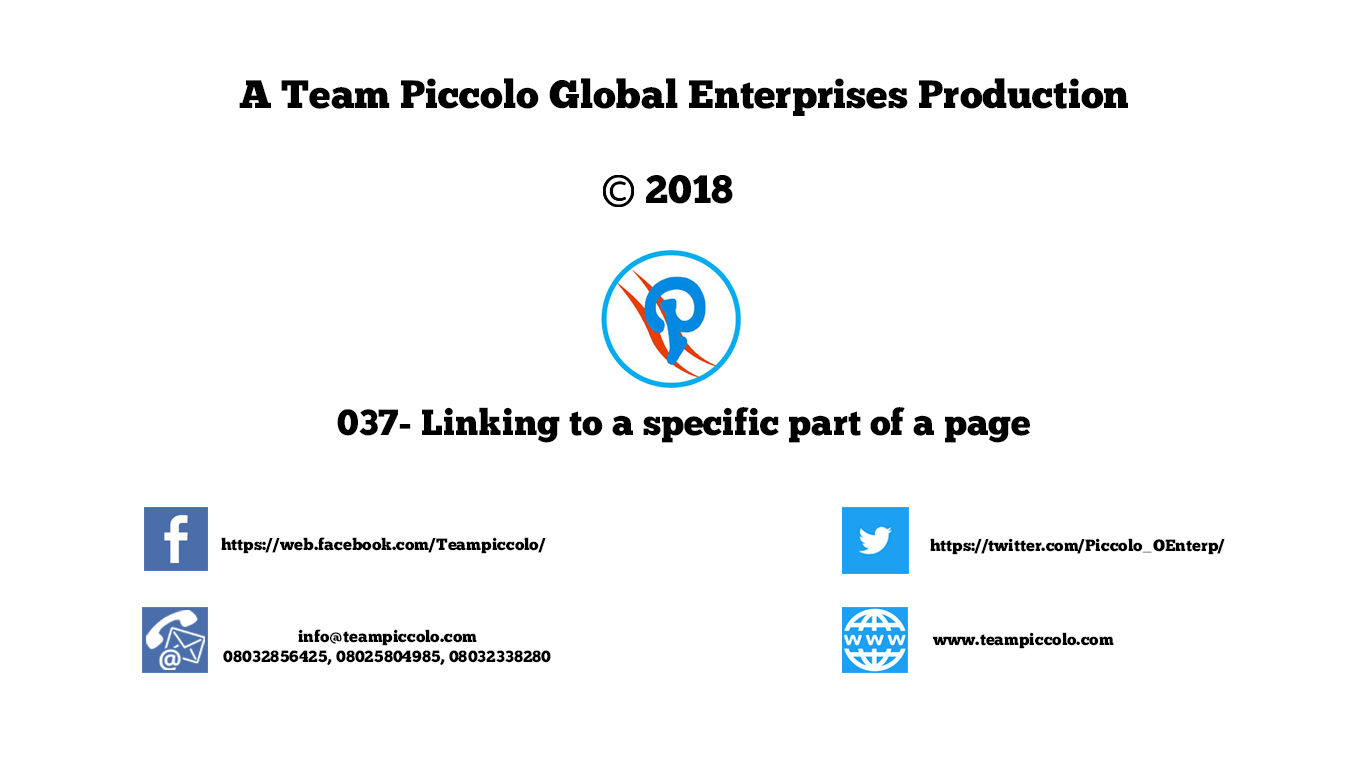 A Team Piccolo Global Enterprises Production
© 2018
037- Linking to a specific part of a page
https://web.facebook.com/Teampiccolo/
https://twitter.com/Piccolo_OEnterp/
info@teampiccolo.com
08032856425, 08025804985, 08032338280
@
WWW
www.teampiccolo.com